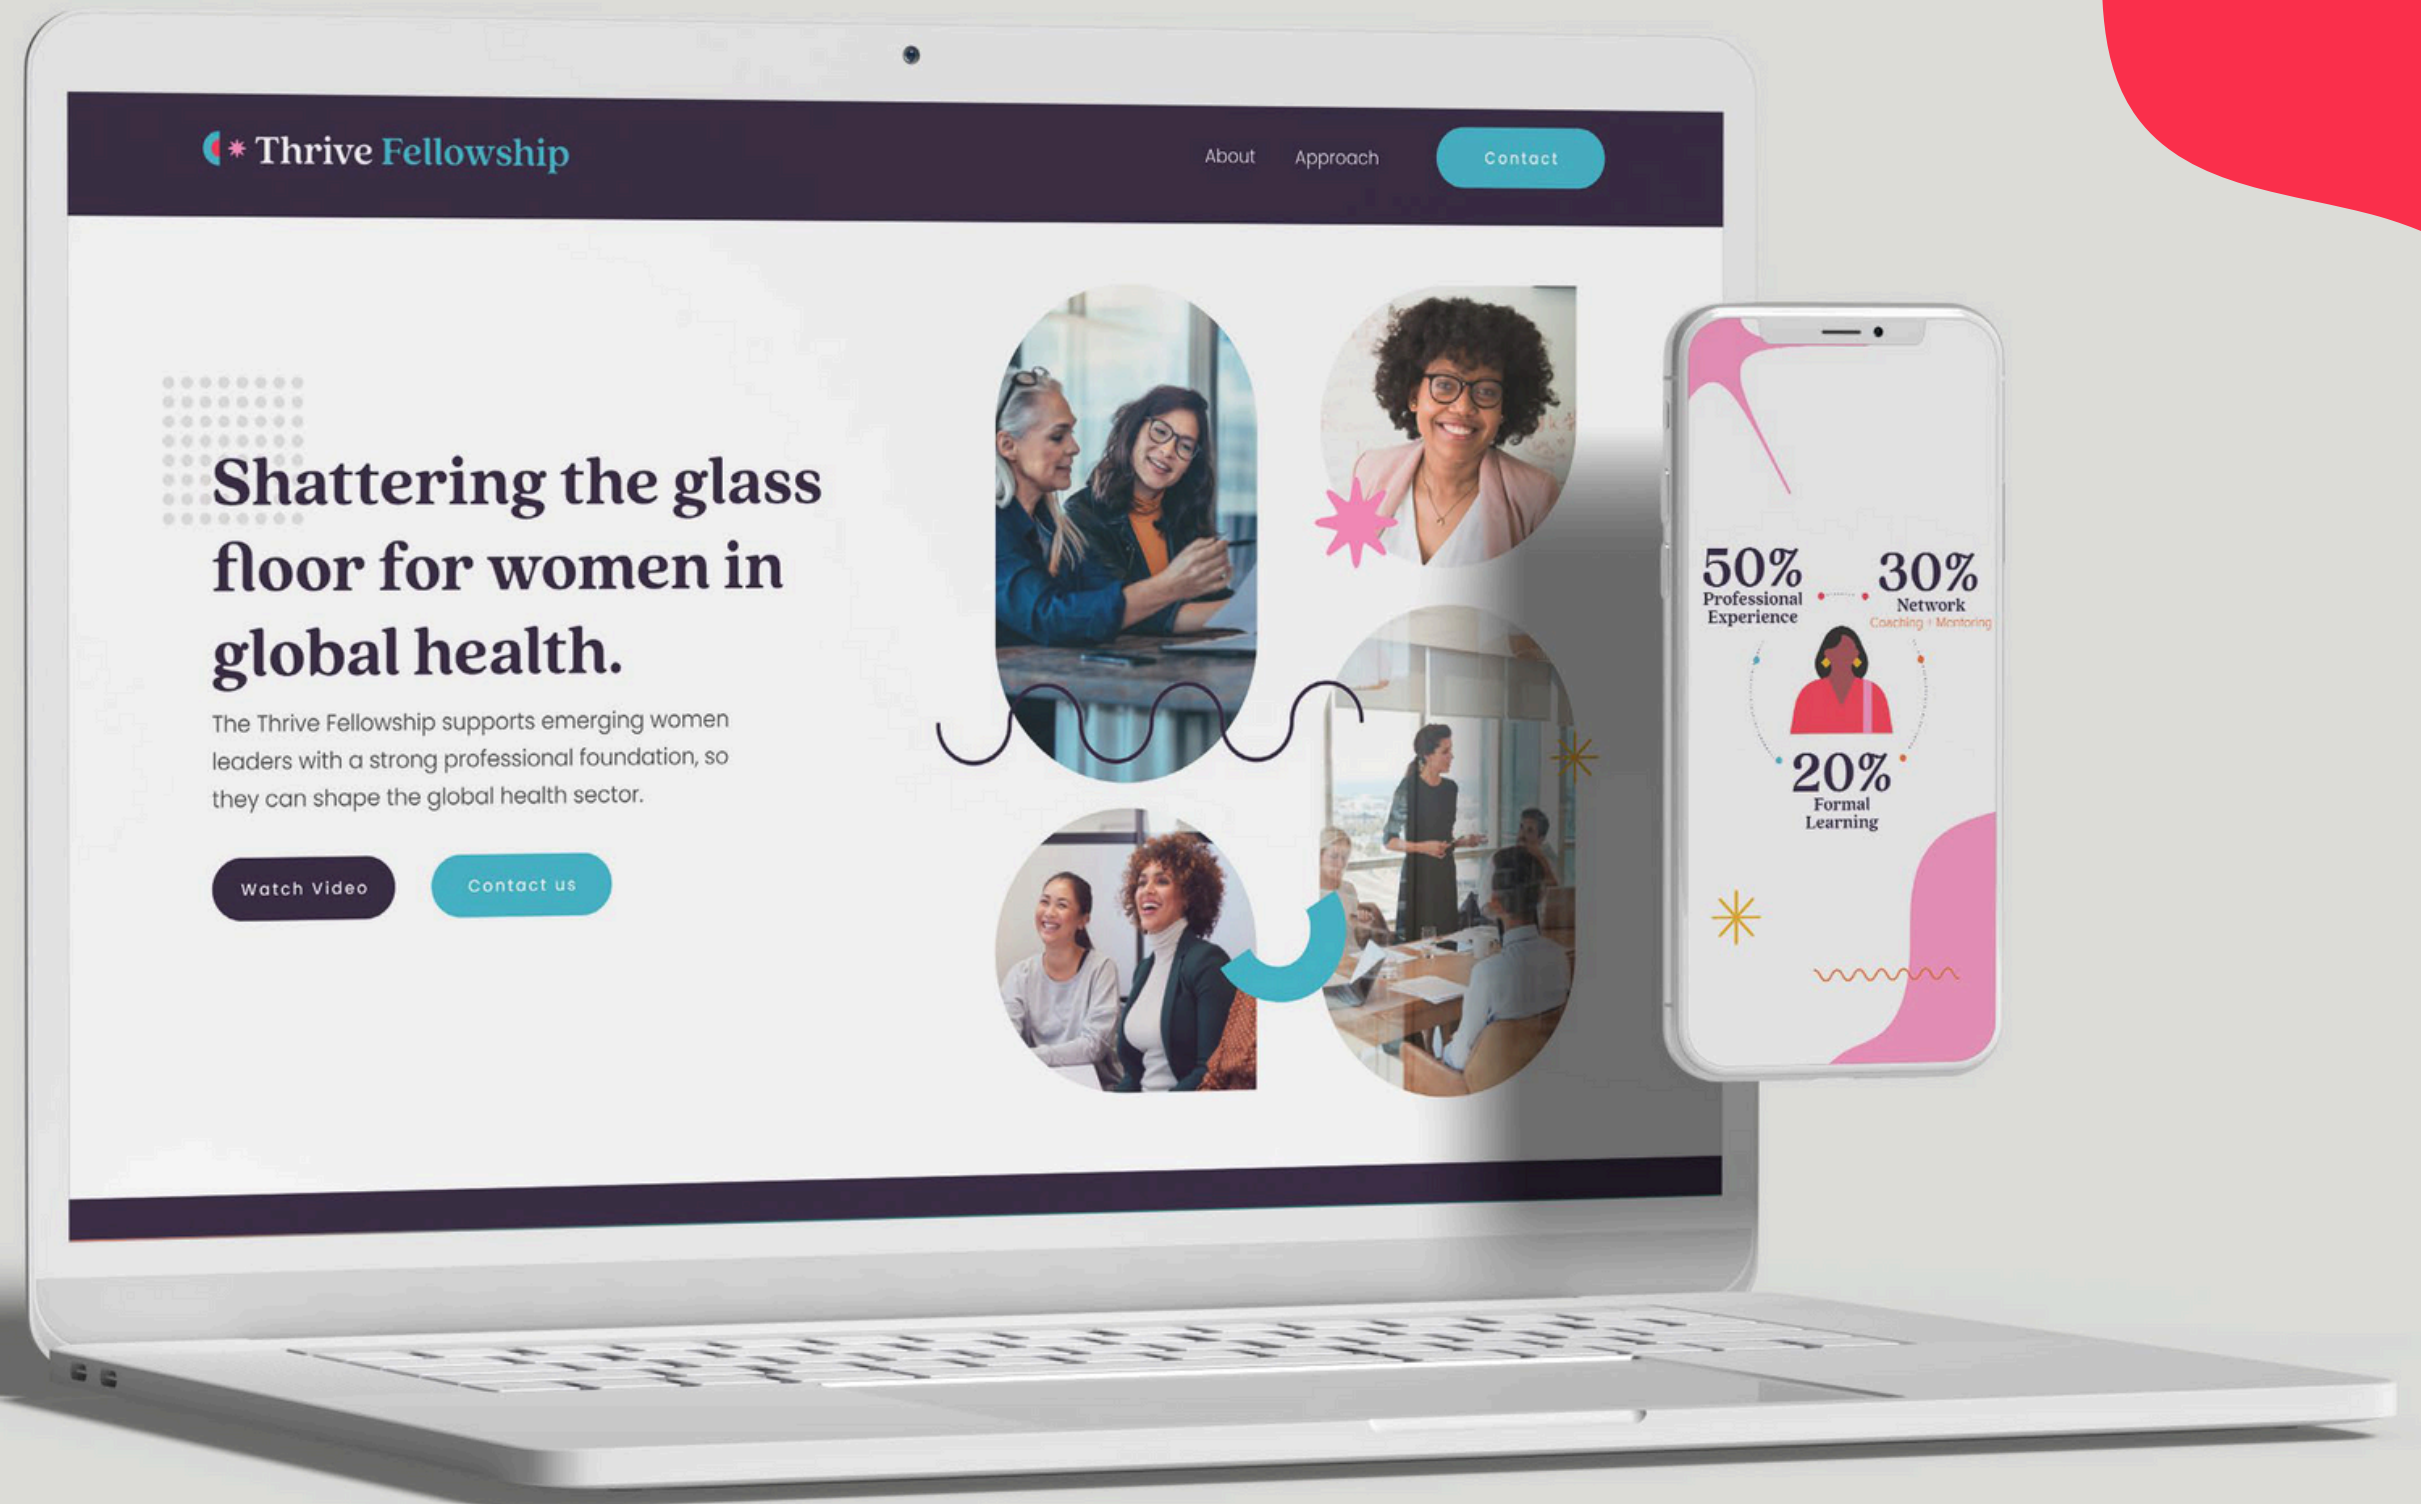 Thrive Fellowship
About Approach Contact
Shattering the glass
floor for women in
global health.
The Thrive Fellowship supports emerging women
leaders with a strong professional foundation, so
they can shape the global health sector.
Watch Video Contact us
50%
Professional
Experience
30%
Network
Coaching + Mentoring
20%
Formal
Learning